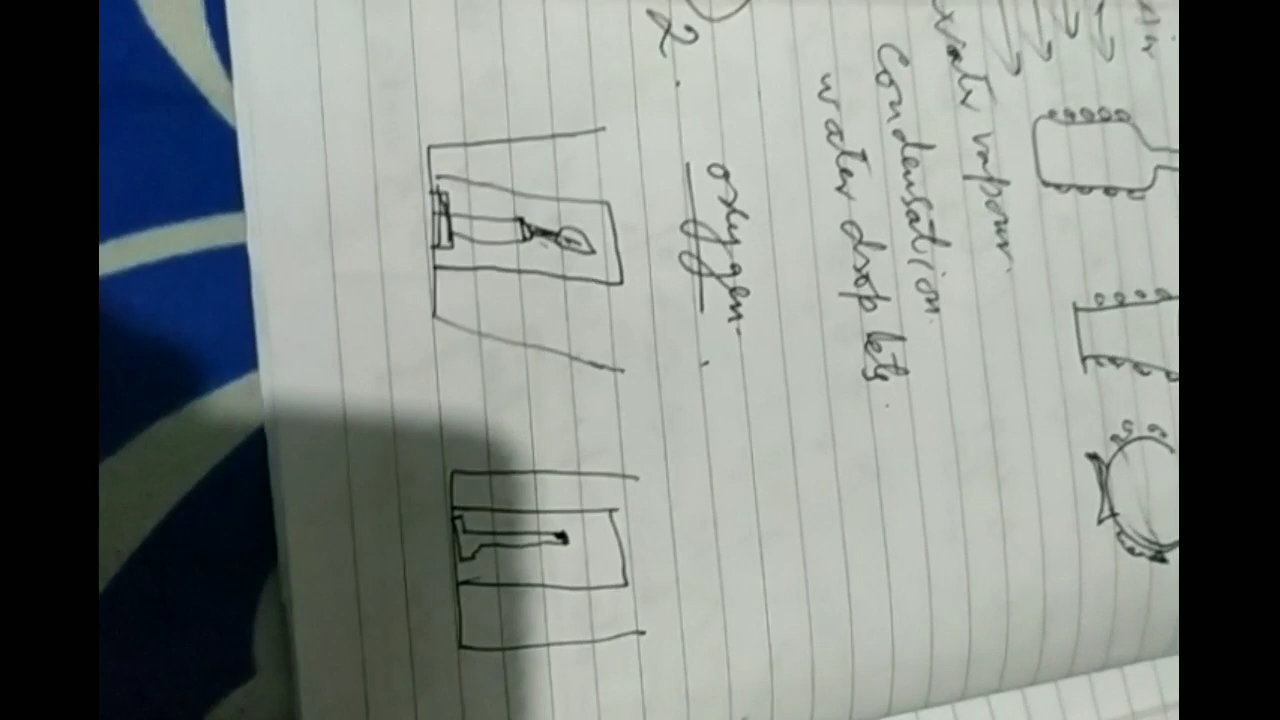 water vapour.
Condensation.
water droplets.
2. oxygen.